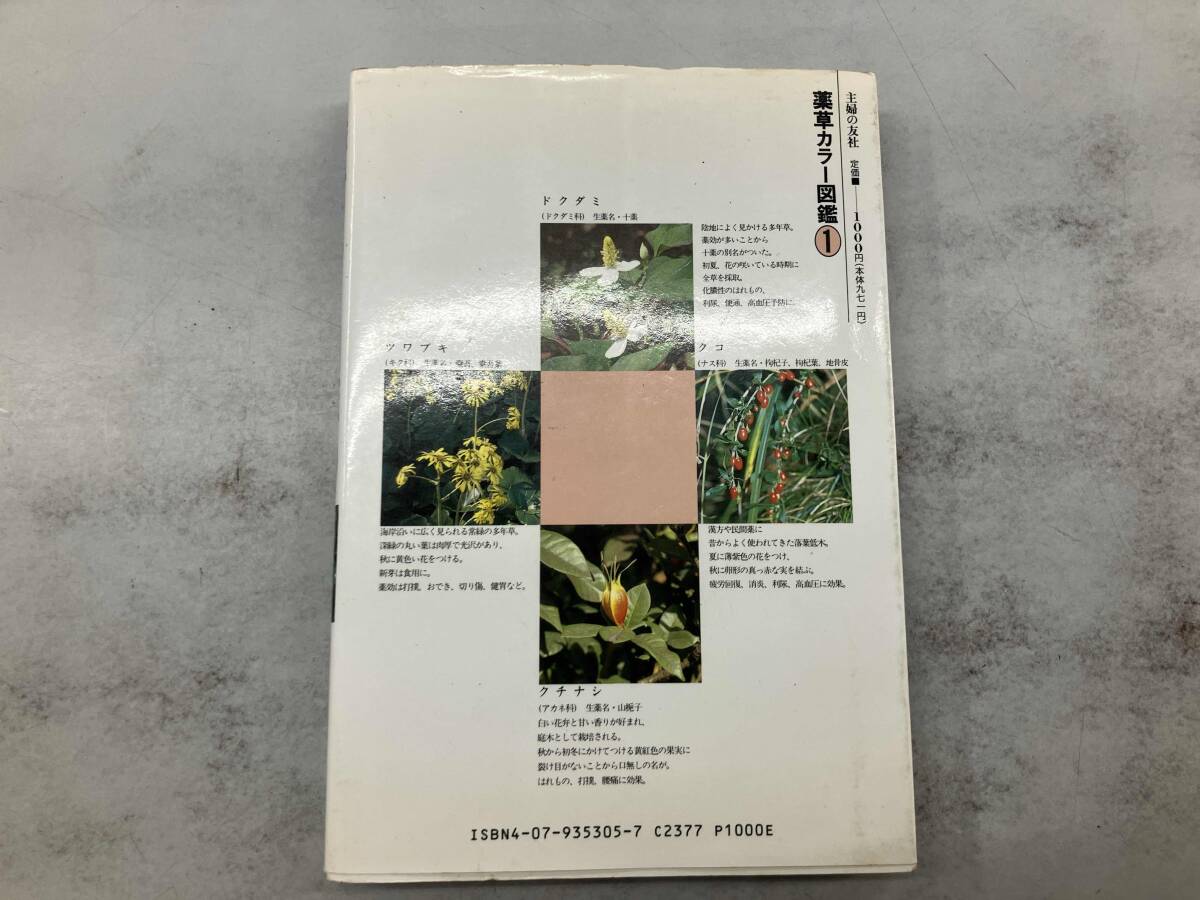 主婦の友社 定価■——1000円(本体九七一円)
薬草カラー図鑑①
ドクダミ
(ドクダミ科) 生薬名・十薬
陰地によく見かける多年草。
薬効が多いことから
十薬の別名がついた。
初夏、花の咲いている時期に
全草を採取。
化膿性のはれもの、
利尿、便通、高血圧予防に。
ツワブキ
(キク科) 生薬名・
海岸沿いに広く見られる常緑の多年草。
深緑の丸い葉は肉厚で光沢があり、
秋に黄色い花をつける。
新芽は食用に。
薬効は打撲、おでき、切り傷、健胃など。
クコ
(ナス科) 生薬名・枸杞子、枸杞葉、地骨皮
漢方や民間薬に
昔からよく使われてきた落葉低木。
夏に薄紫色の花をつけ、
秋に卵形の真っ赤な実を結ぶ。
疲労回復、消炎、利尿、高血圧に効果。
クチナシ
(アカネ科) 生薬名・山梔子
白い花弁と甘い香りが好まれ、
庭木として栽培される。
秋から初冬にかけてつける黄紅色の果実に
裂け目がないことから口無しの名が。
はれもの、打撲、腰痛に効果。
ISBN4-07-935305-7 C2377 P1000E